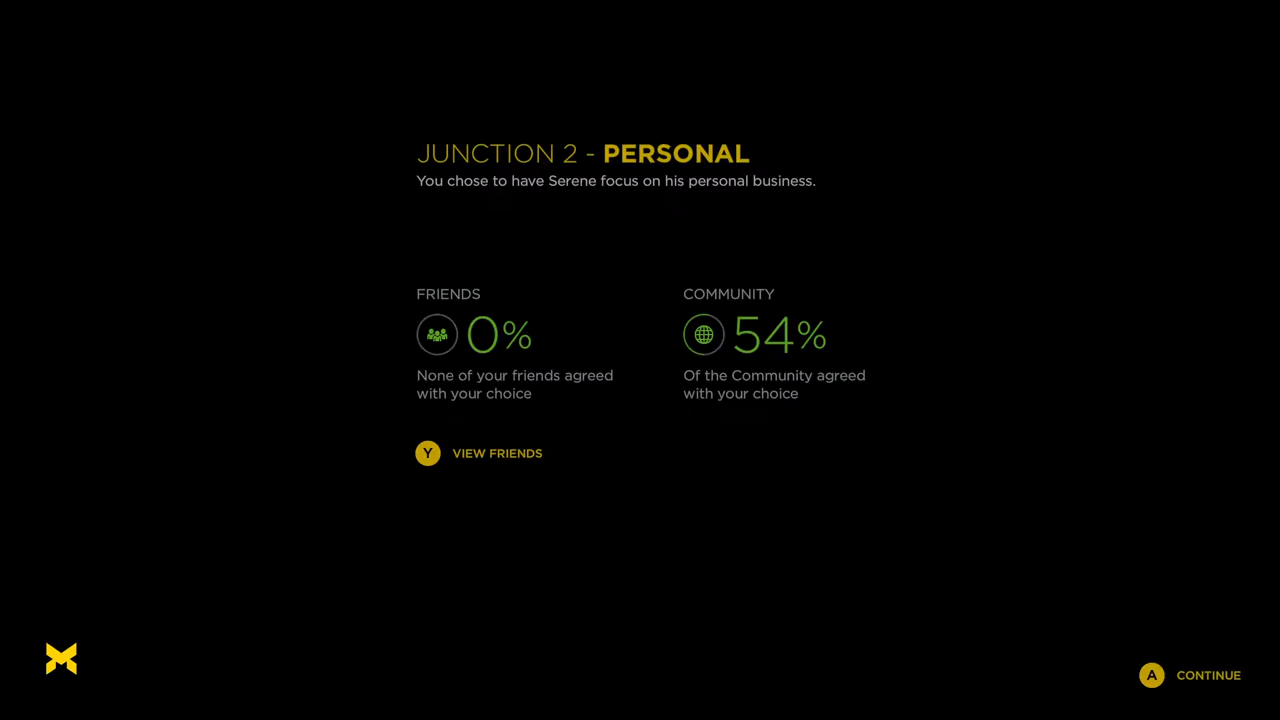 JUNCTION 2 - PERSONAL
You chose to have Serene focus on his personal business.
FRIENDS
0%
None of your friends agreed
with your choice
COMMUNITY
54%
Of the Community agreed
with your choice
Y VIEW FRIENDS
A CONTINUE